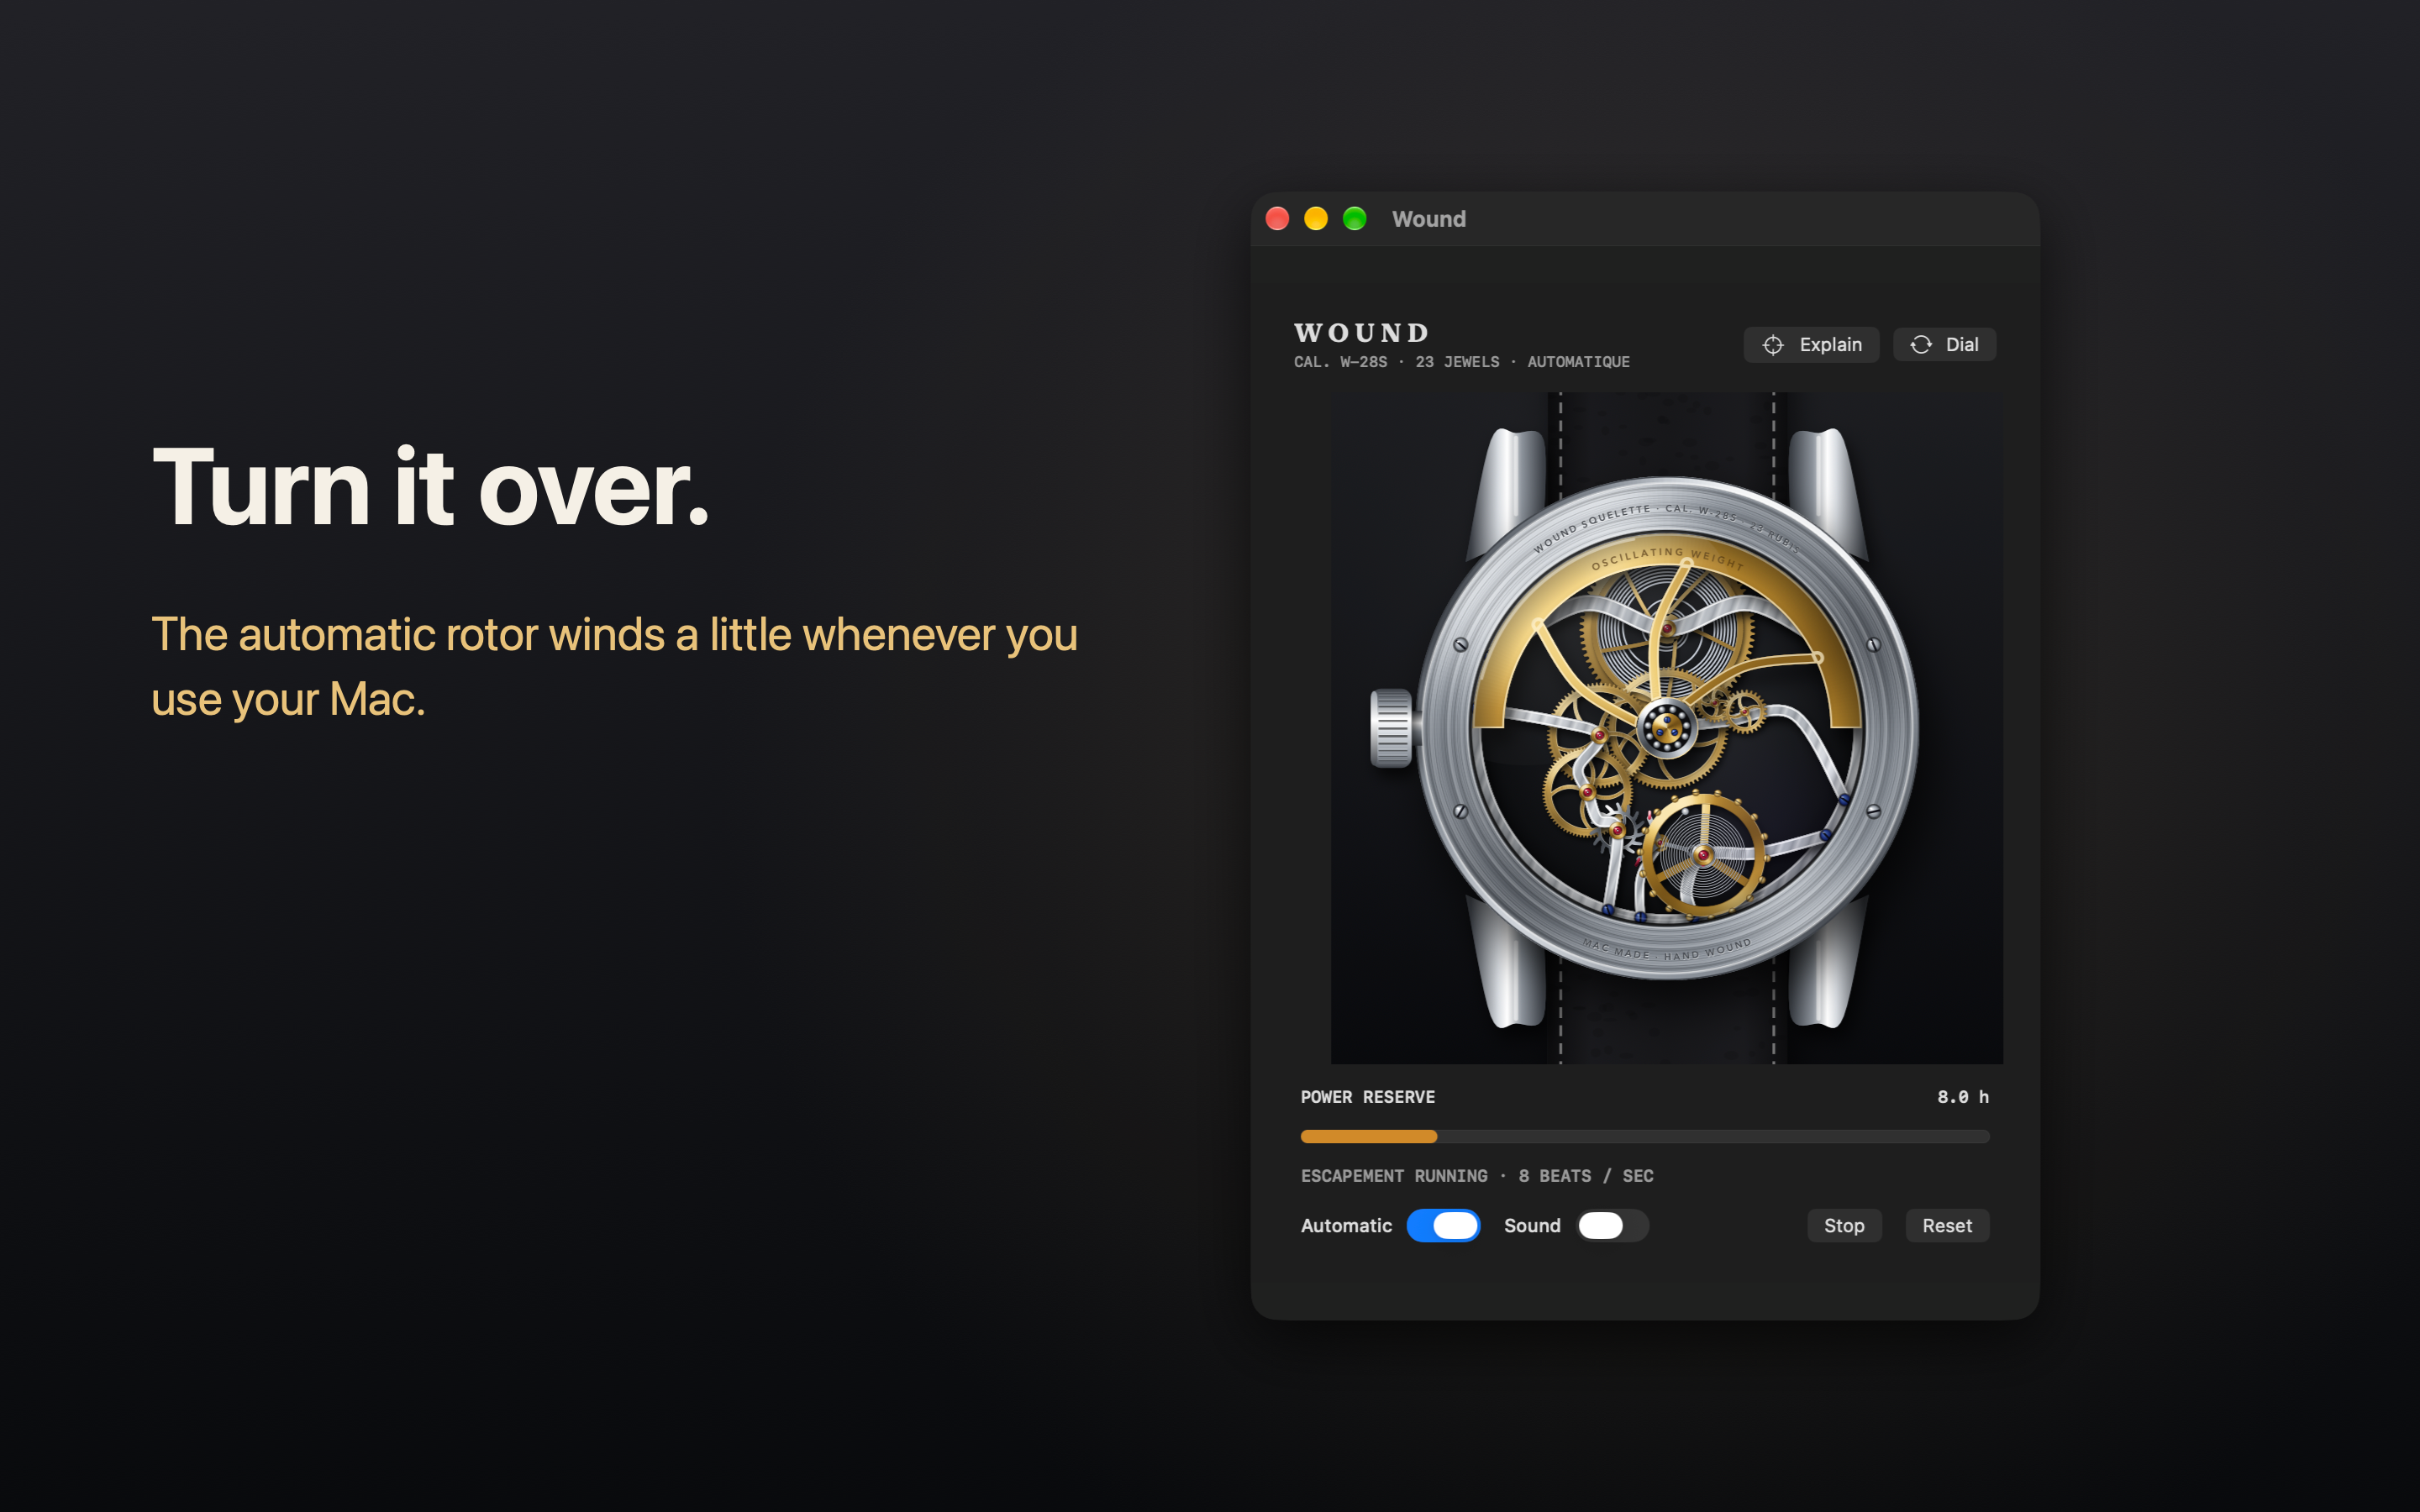 Turn it over.
The automatic rotor winds a little whenever you
use your Mac.
Wound
WOUND
CAL. W-28S · 23 JEWELS · AUTOMATIQUE
Explain
Dial
WOUND SQUELETTE · CAL. W-28S · 23 RUBIS
OSCILLATING WEIGHT
MAC MADE · HAND WOUND
POWER RESERVE
8.0 h
ESCAPEMENT RUNNING · 8 BEATS / SEC
Automatic
Sound
Stop
Reset